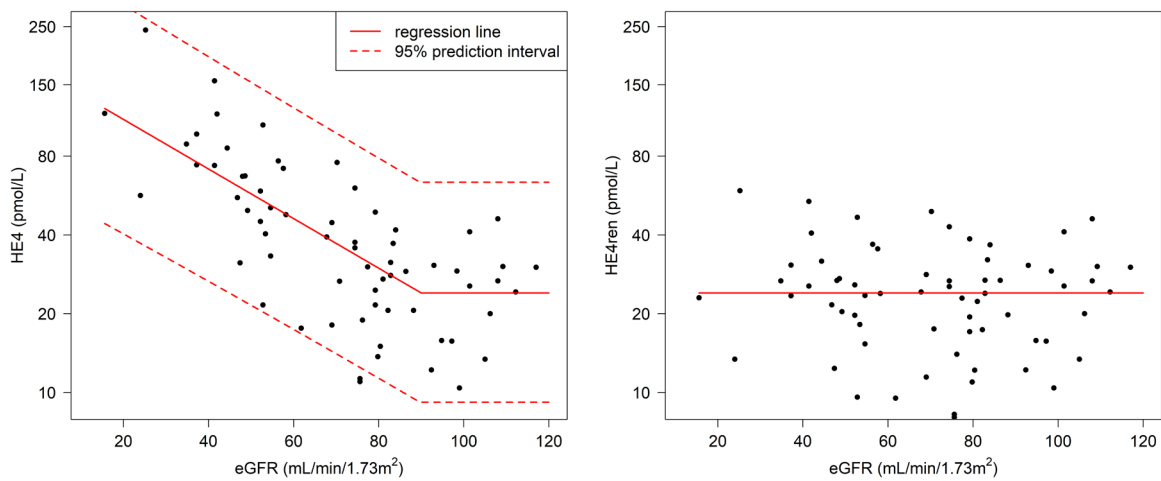 250
150
80
40
20
10
HE4 (pmol/L)
regression line
95% prediction interval
20 40 60 80 100 120
eGFR (mL/min/1.73m²)
250
150
80
40
20
10
HE4ren (pmol/L)
20 40 60 80 100 120
eGFR (mL/min/1.73m²)